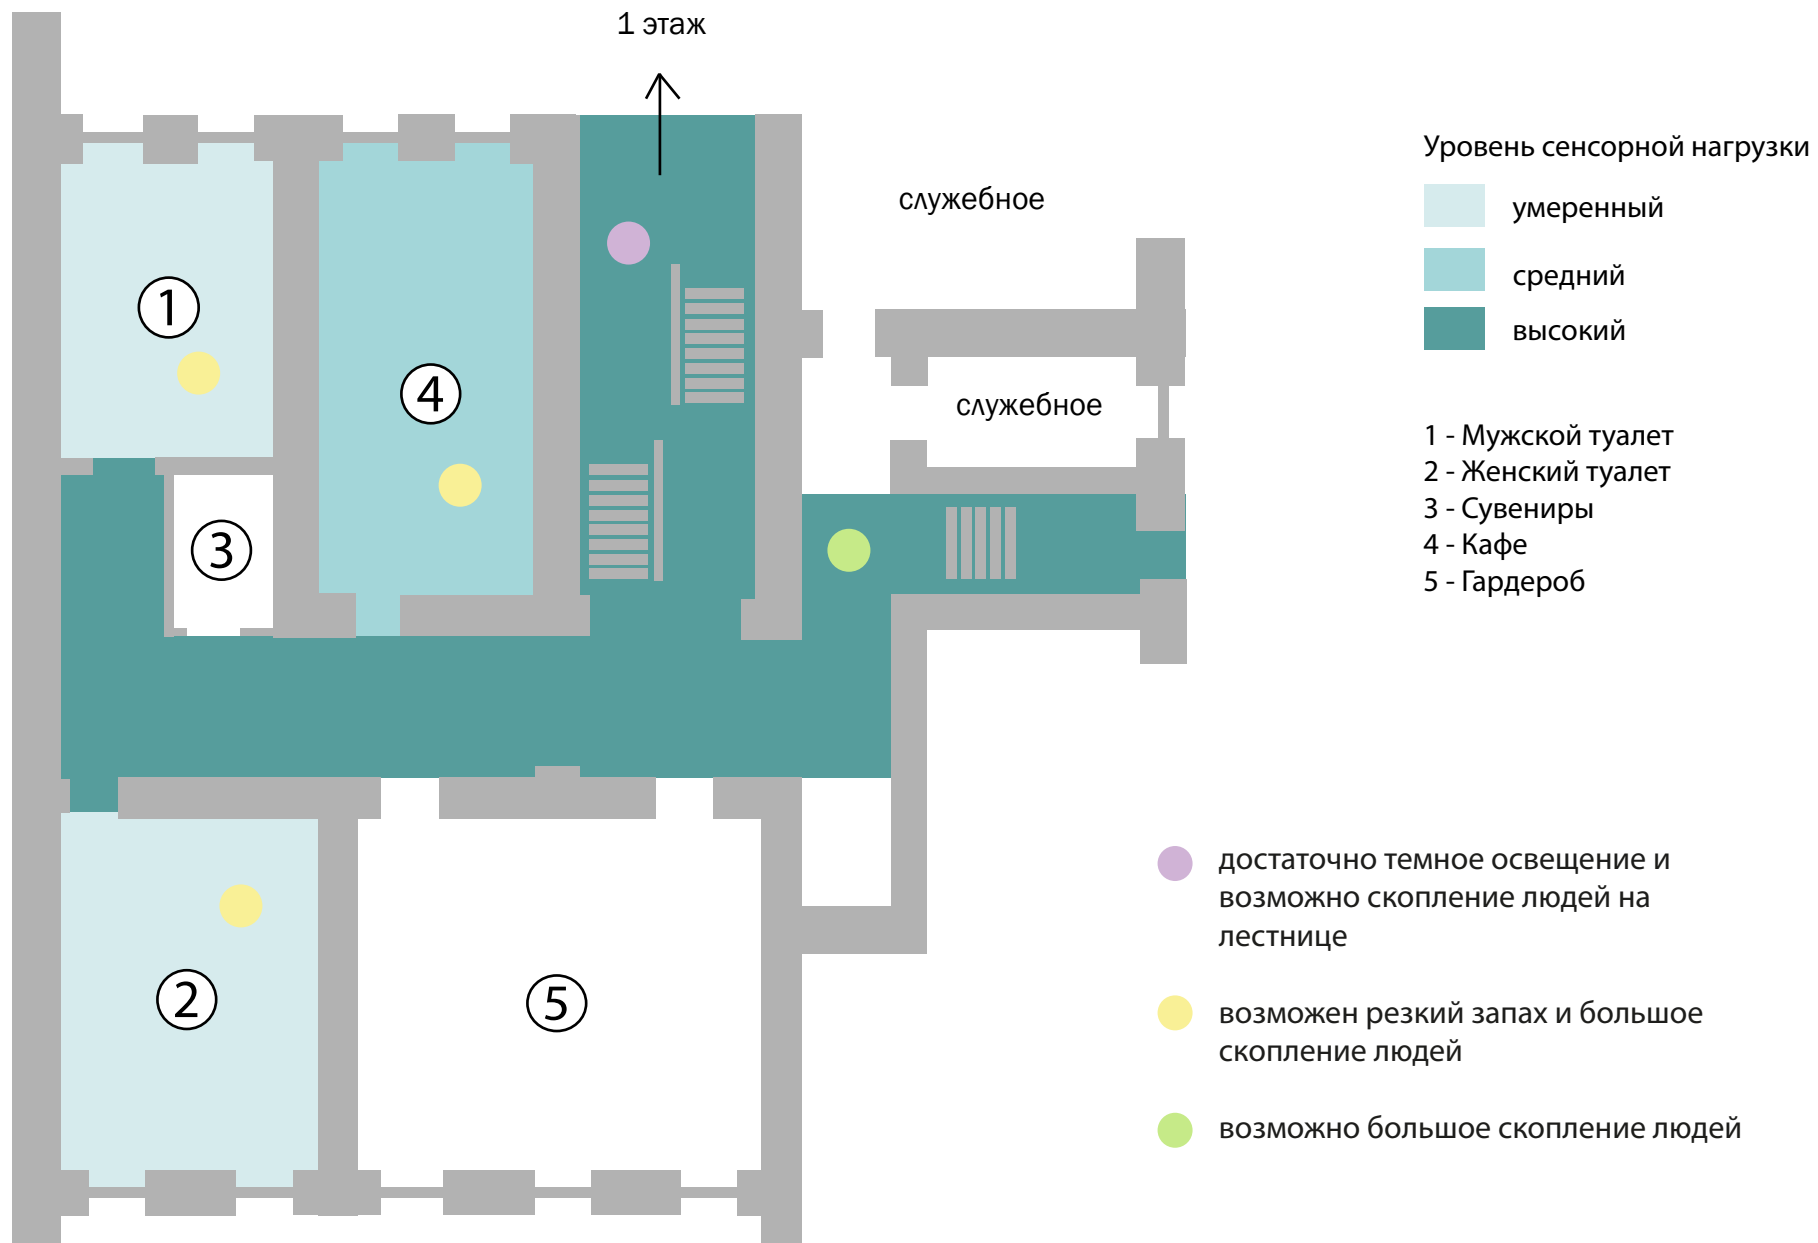 1 этаж
служебное
служебное
1
4
3
2
5
Уровень сенсорной нагрузки
умеренный
средний
высокий
1 - Мужской туалет
2 - Женский туалет
3 - Сувениры
4 - Кафе
5 - Гардероб
достаточно темное освещение и
возможно скопление людей на
лестнице
возможен резкий запах и большое
скопление людей
возможно большое скопление людей